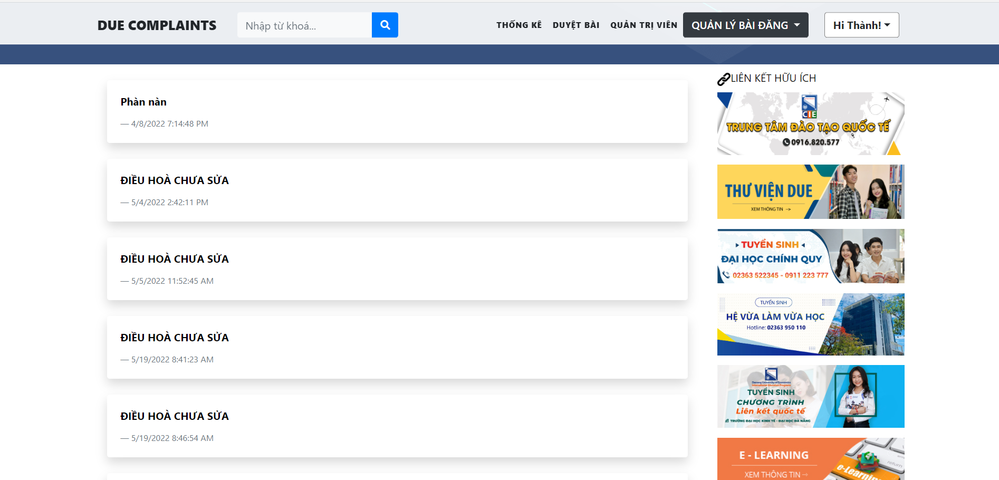 DUE COMPLAINTS
Nhập từ khoá...
THỐNG KÊ
DUYỆT BÀI
QUẢN TRỊ VIÊN
QUẢN LÝ BÀI ĐĂNG
Hi Thành!
Phàn nàn
— 4/8/2022 7:14:48 PM
ĐIỀU HOÀ CHƯA SỬA
— 5/4/2022 2:42:11 PM
ĐIỀU HOÀ CHƯA SỬA
— 5/5/2022 11:52:45 AM
ĐIỀU HOÀ CHƯA SỬA
— 5/19/2022 8:41:23 AM
ĐIỀU HOÀ CHƯA SỬA
— 5/19/2022 8:46:54 AM
LIÊN KẾT HỮU ÍCH
CIE
TRUNG TÂM ĐÀO TẠO QUỐC TẾ
0916.820.577
THƯ VIỆN DUE
XEM THÔNG TIN →
TUYỂN SINH
ĐẠI HỌC CHÍNH QUY
02363 522345 - 0911 223 777
TUYỂN SINH
HỆ VỪA LÀM VỪA HỌC
Hotline: 02363 950 110
Danang University of Economics
International Education Programs
TUYỂN SINH
CHƯƠNG TRÌNH
Liên kết quốc tế
TRƯỜNG ĐẠI HỌC KINH TẾ - ĐẠI HỌC ĐÀ NẴNG
E - LEARNING
XEM THÔNG TIN →
return
e-Learning